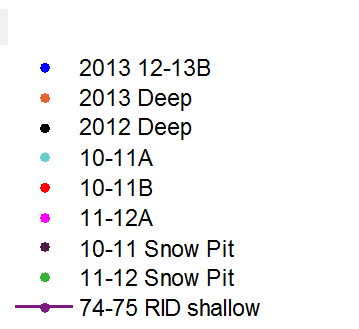 2013 12-13B
2013 Deep
2012 Deep
10-11A
10-11B
11-12A
10-11 Snow Pit
11-12 Snow Pit
74-75 RID shallow